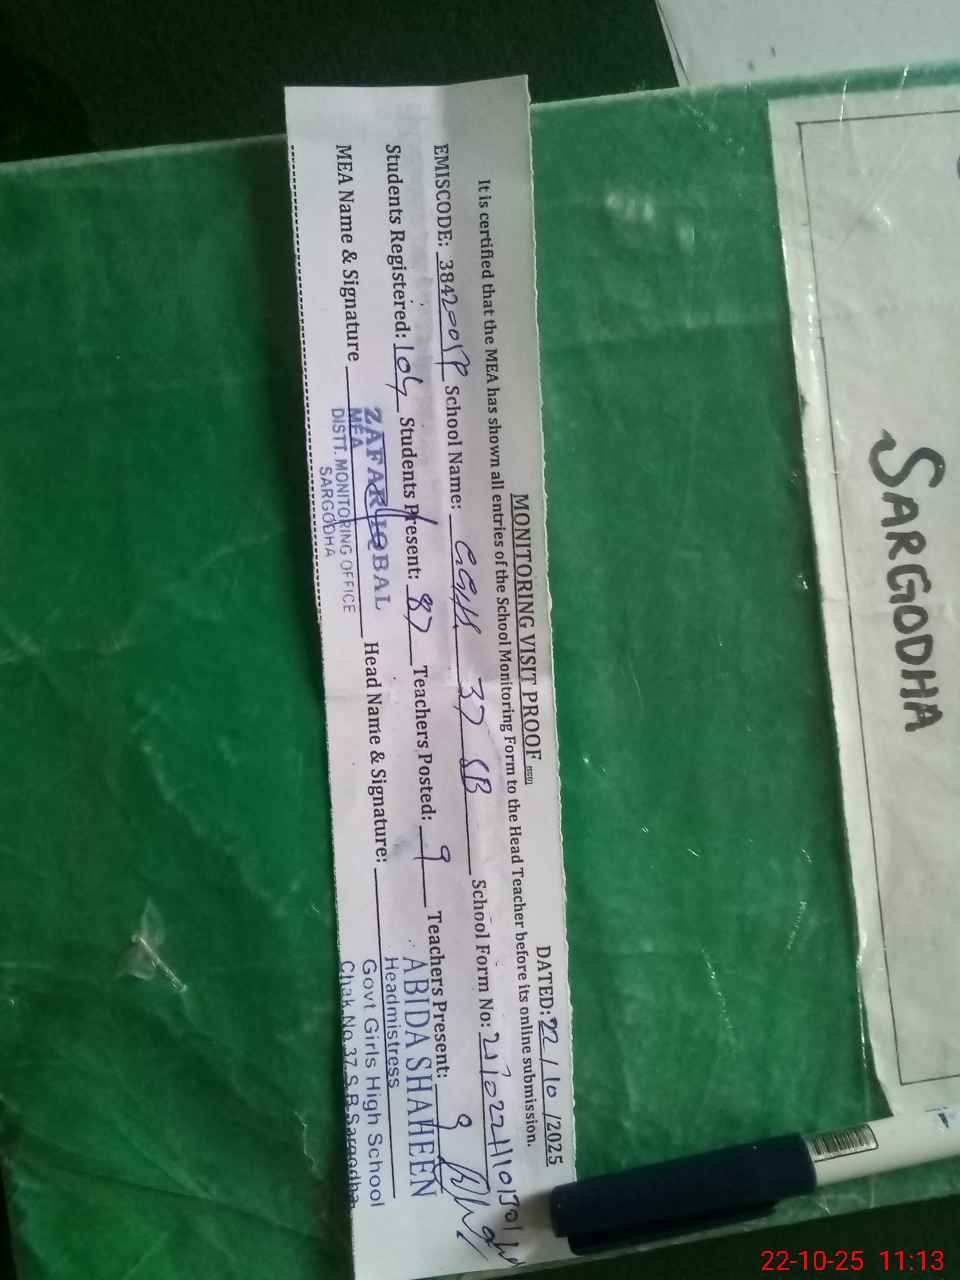 MONITORING VISIT PROOF
DATED: 22/10/2025
It is certified that the MEA has shown all entries of the School Monitoring Form to the Head Teacher before its online submission.
EMISCODE: School Name: GGHS 37 SB School Form No:
Students Registered: 104 Students Present: 87 Teachers Posted: 9 Teachers Present: 9
MEA Name & Signature Head Name & Signature:
ZAFAR IQBAL
MEA
DISTT. MONITORING OFFICE
SARGODHA
ABIDA SHAHEEN
Headmistress
Govt Girls High School
Chak No.37 S.B Sargodha
SARGODHA
22-10-25 11:13